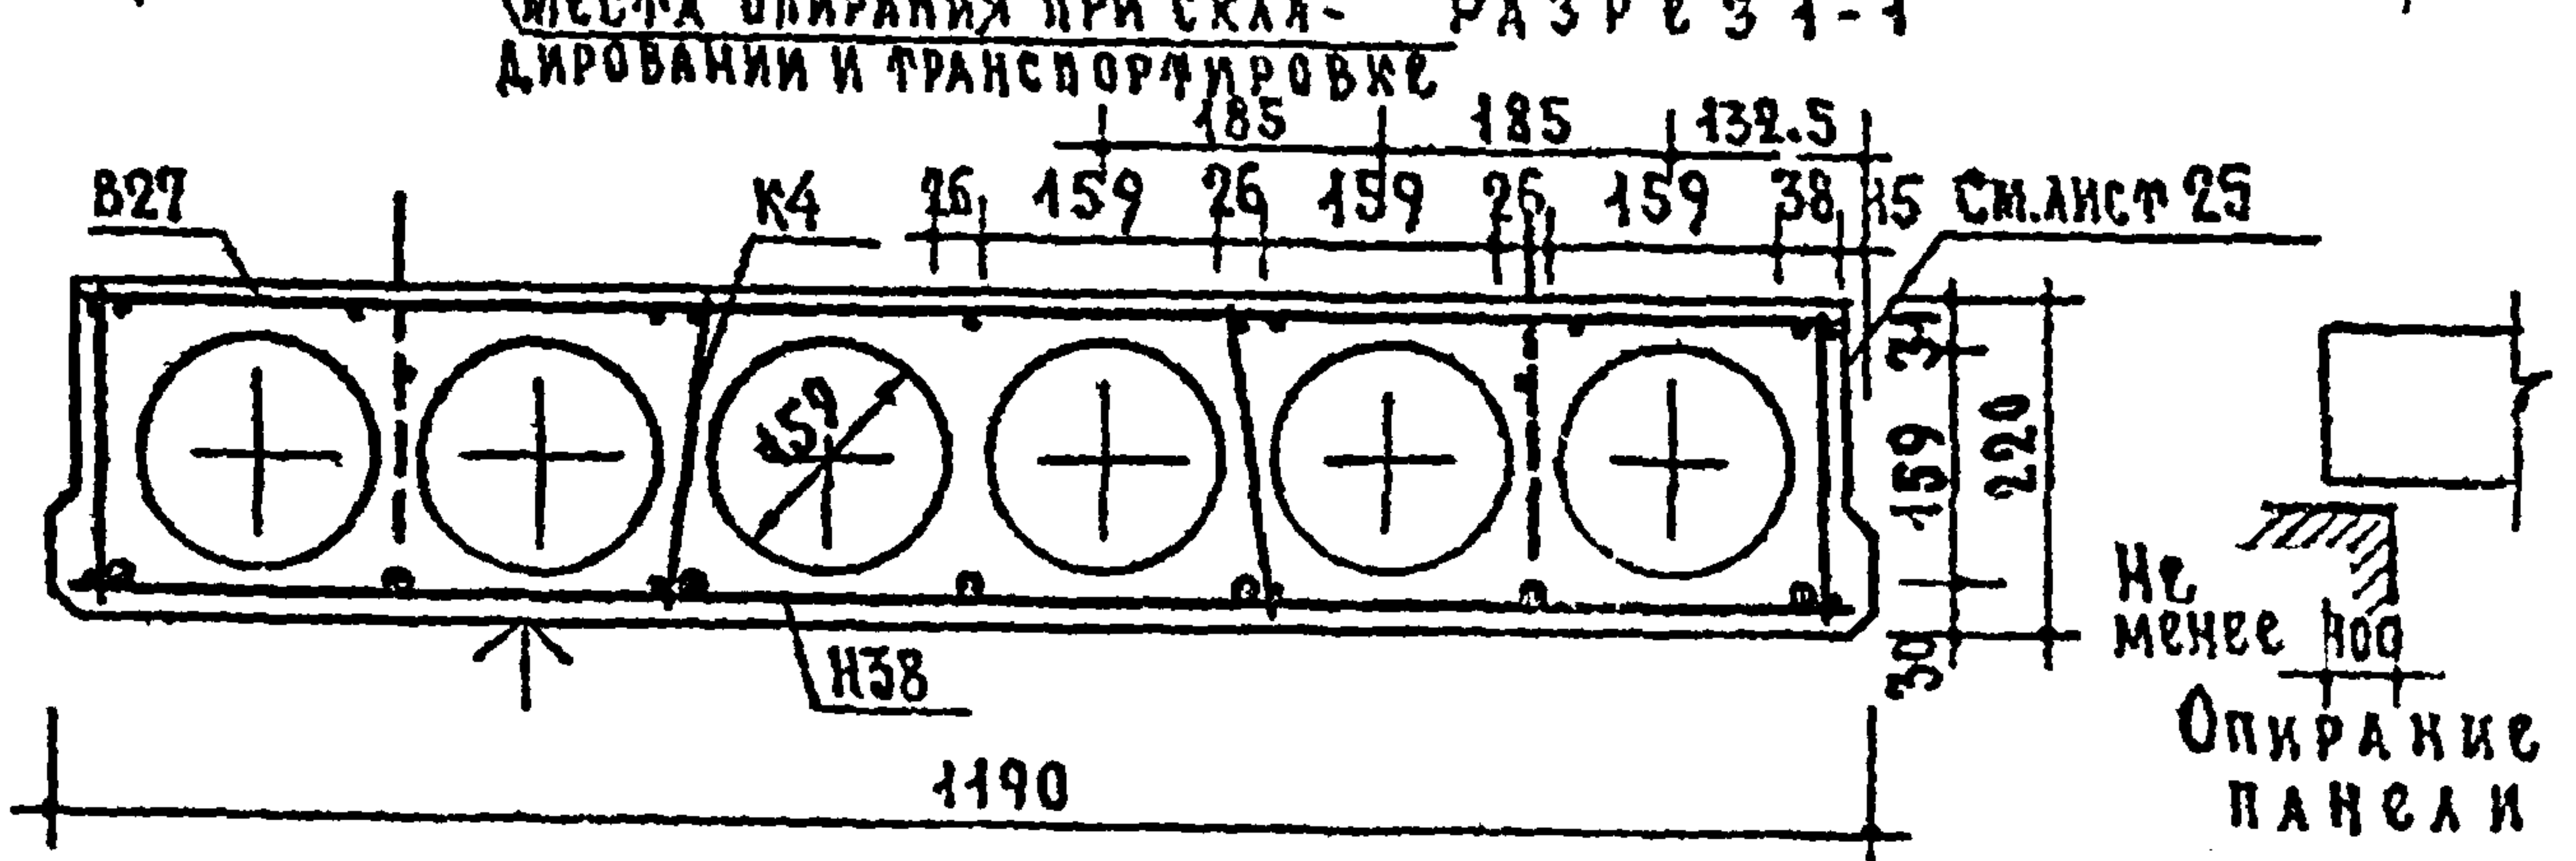 (МЕСТА ОПИРАНИЯ ПРИ СКЛА-
ДИРОВАНИИ И ТРАНСПОРТИРОВКЕ
РАЗРЕЗ 1-1
185 185 132.5
В27
К4
26 159 26 159 26 159 38 15
См. лист 25
159
31
159
30
220
Н38
1190
Не
менее 100
Опирание
панели